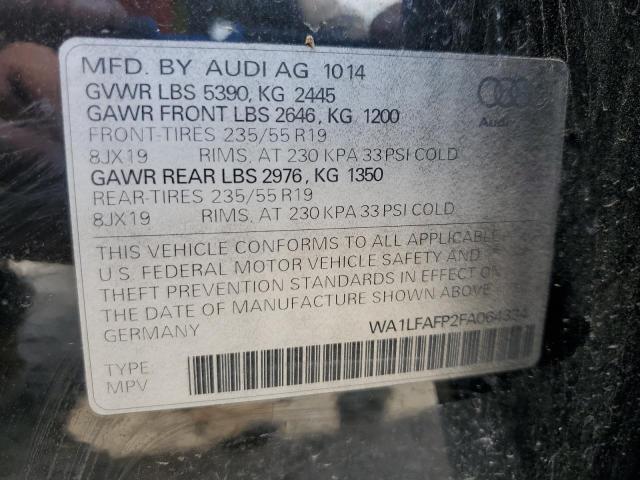 MFD. BY AUDI AG 10 14
GVWR LBS 5390, KG 2445
GAWR FRONT LBS 2646, KG 1200
FRONT-TIRES 235/55 R19
8JX19 RIMS, AT 230 KPA 33 PSI COLD
GAWR REAR LBS 2976, KG 1350
REAR-TIRES 235/55 R19
8JX19 RIMS, AT 230 KPA 33 PSI COLD
Audi
THIS VEHICLE CONFORMS TO ALL APPLICABLE
U.S. FEDERAL MOTOR VEHICLE SAFETY AND
THEFT PREVENTION STANDARDS IN EFFECT ON
THE DATE OF MANUFACTURE SHOWN ABOVE.
GERMANY
WA1LFAFP2FA064334
TYPE
MPV